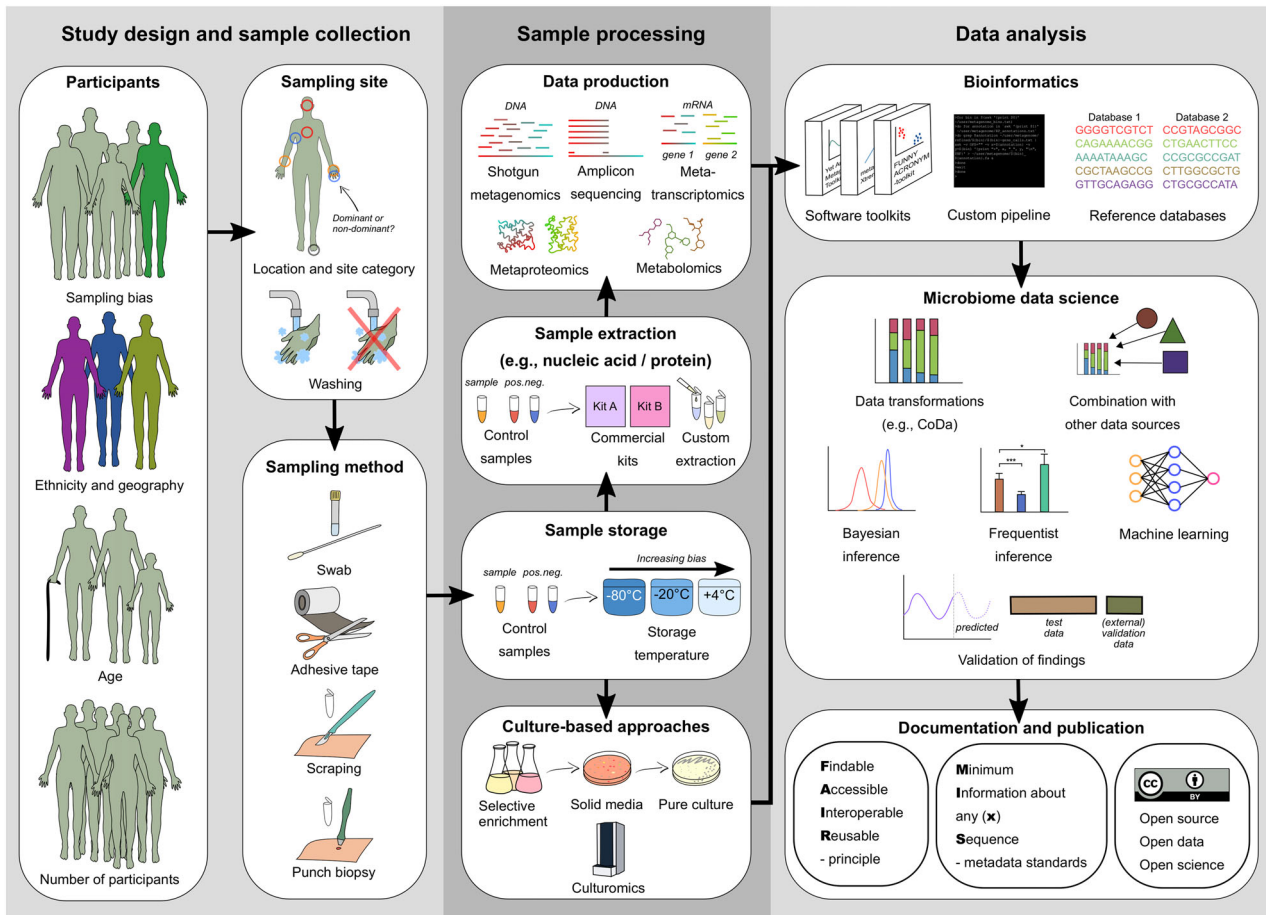 Study design and sample collection
Participants
Sampling bias
Ethnicity and geography
Age
Number of participants
Sampling site
Dominant or
non-dominant?
Location and site category
Washing
Sampling method
Swab
Adhesive tape
Scraping
Punch biopsy
Sample processing
Data production
DNA
DNA
mRNA
gene 1
gene 2
Shotgun
metagenomics
Amplicon
sequencing
Meta-
transcriptomics
Metaproteomics
Metabolomics
Sample extraction
(e.g., nucleic acid / protein)
sample
pos.
neg.
Control
samples
Kit A
Kit B
Commercial
kits
Custom
extraction
Sample storage
sample
pos.
neg.
Control
samples
Increasing bias
-80°C
-20°C
+4°C
Storage
temperature
Culture-based approaches
Selective
enrichment
Solid media
Pure culture
Culturomics
Data analysis
Bioinformatics
FUNNY
ACRONYM
-toolkit
Software toolkits
Custom pipeline
Database 1
GGGGTCGTCT
CAGAAAACGG
AAAATAAAGC
CGCTAAGCCG
GTTGCAGAGG
Database 2
CCGTAGCGGC
CTGAACTTCC
CCGCGCCGAT
CTTGGCGCTG
CTGCGCCATA
Reference databases
Microbiome data science
Data transformations
(e.g., CoDa)
Combination with
other data sources
Bayesian
inference
***
*
Frequentist
inference
Machine learning
predicted
test
data
(external)
validation
data
Validation of findings
Documentation and publication
Findable
Accessible
Interoperable
Reusable
- principle
Minimum
Information about
any (x)
Sequence
- metadata standards
cc
BY
Open source
Open data
Open science